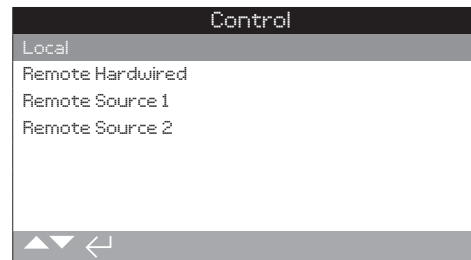 Control
Local
Remote Hardwired
Remote Source 1
Remote Source 2